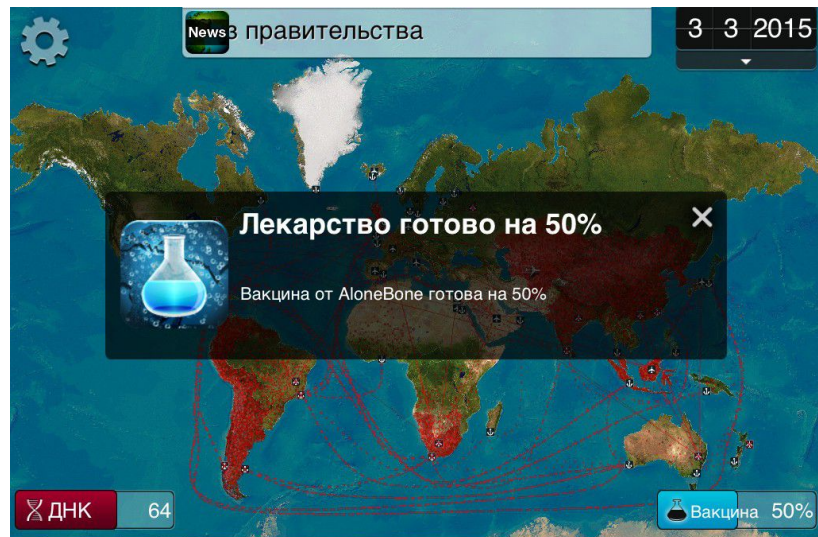 News з правительства
3 3 2015
Лекарство готово на 50%
Вакцина от AloneBone готова на 50%
ДНК 64
Вакцина 50%